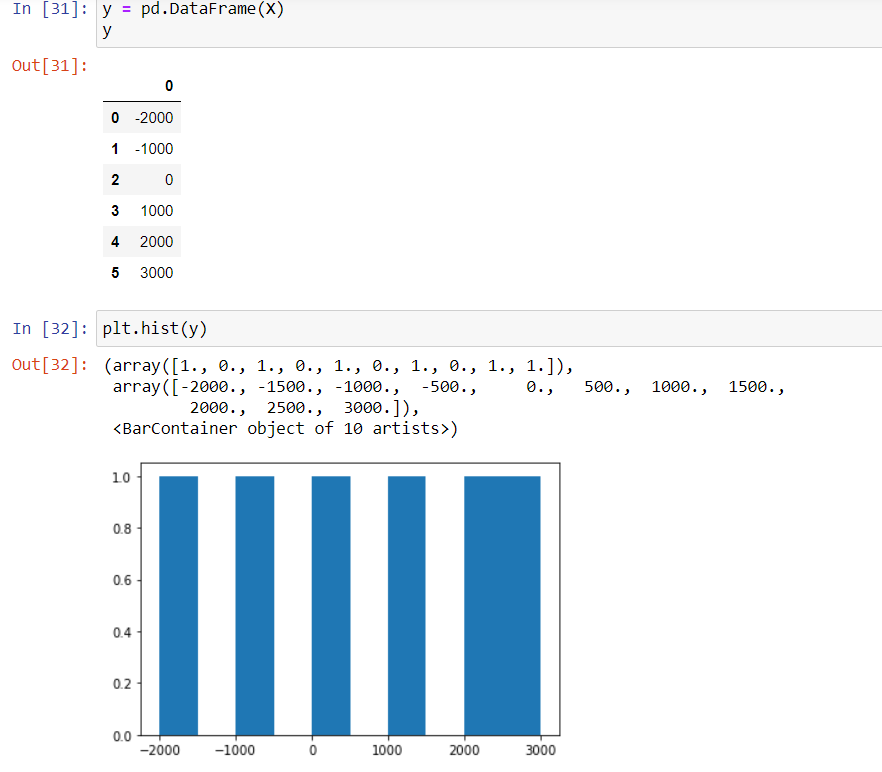 In [31]: y = pd.DataFrame(X)
y
Out[31]:
0
0 -2000
1 -1000
2 0
3 1000
4 2000
5 3000
In [32]: plt.hist(y)
Out[32]: (array([1., 0., 1., 0., 1., 0., 1., 0., 1., 1.]),
array([-2000., -1500., -1000., -500., 0., 500., 1000., 1500.,
2000., 2500., 3000.]),
<BarContainer object of 10 artists>)
1.0
0.8
0.6
0.4
0.2
0.0
−2000 −1000 0 1000 2000 3000